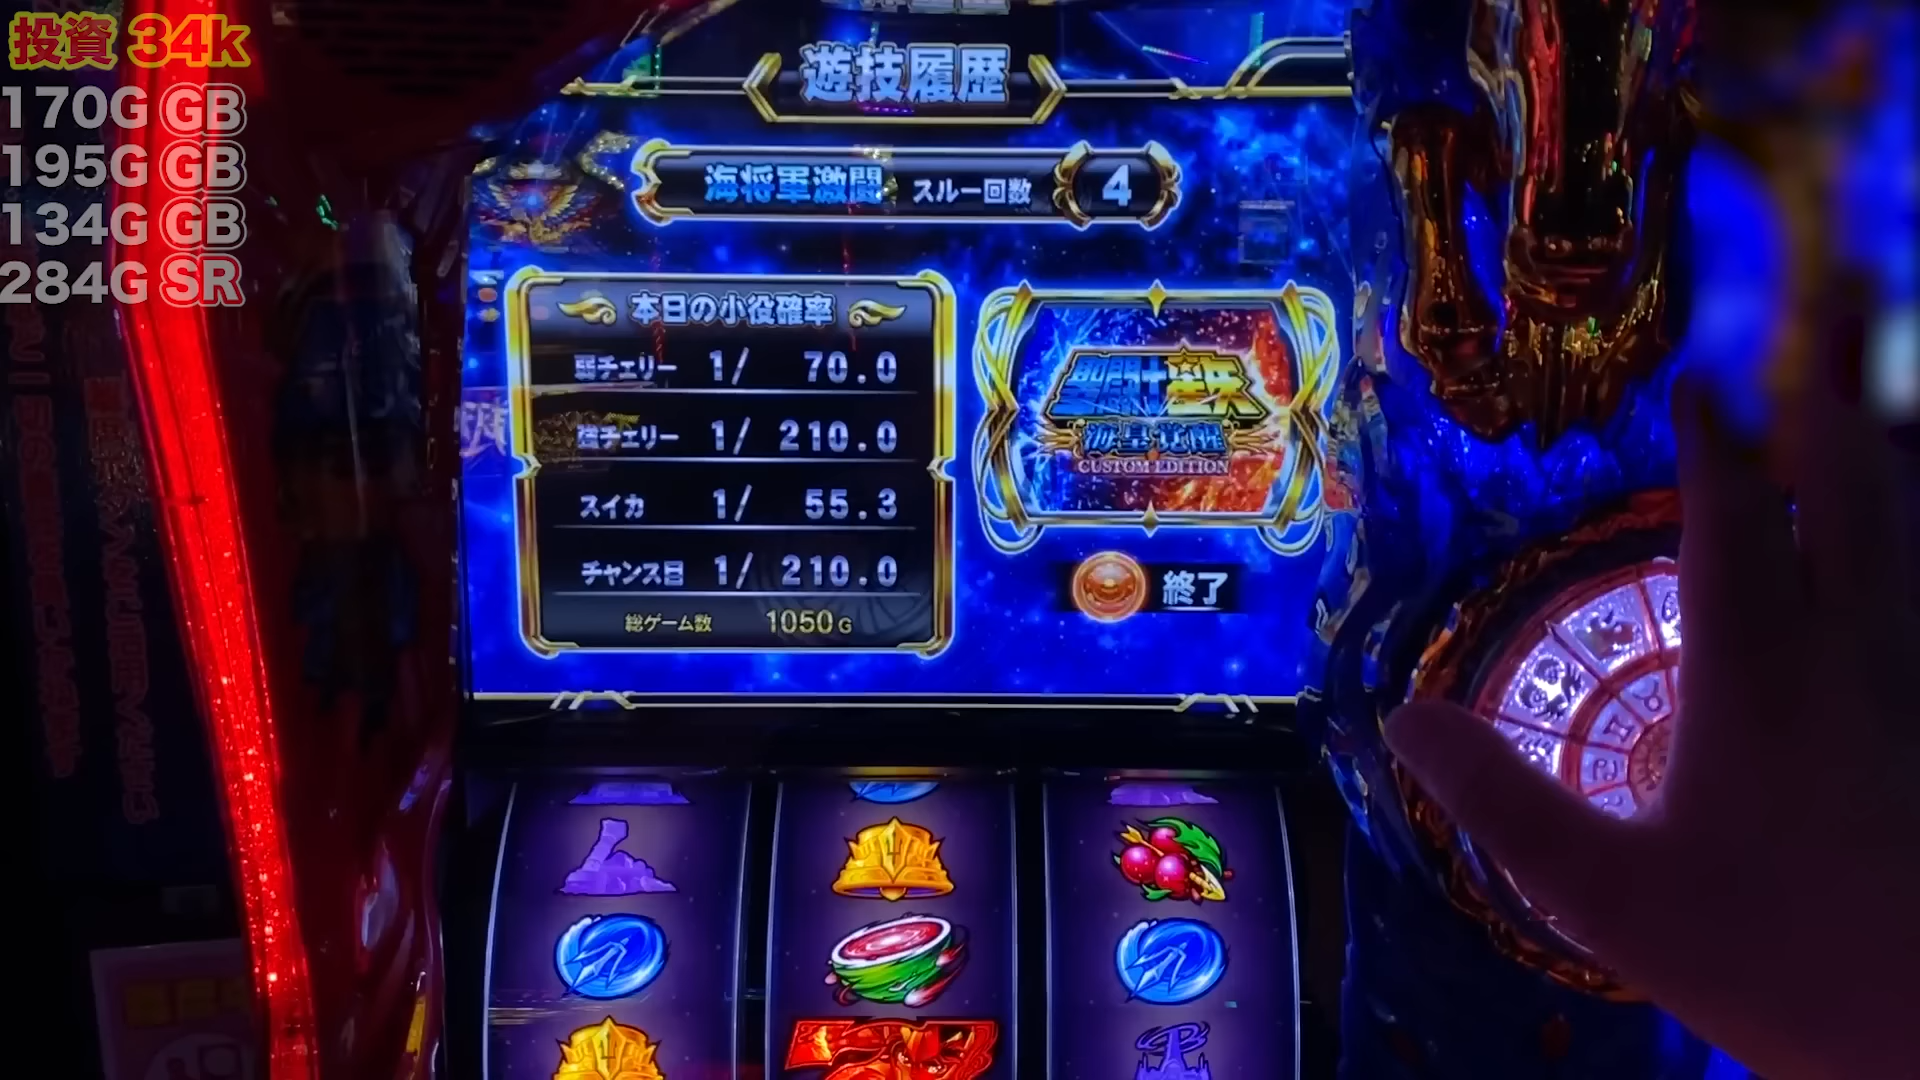 投資 34k
170G GB
195G GB
134G GB
284G SR
遊技履歴
海将軍激闘 スルー回数 4
本日の小役確率
弱チェリー 1/ 70.0
強チェリー 1/ 210.0
スイカ 1/ 55.3
チャンス目 1/ 210.0
総ゲーム数 1050G
聖闘士星矢
海皇覚醒
CUSTOM EDITION
終了